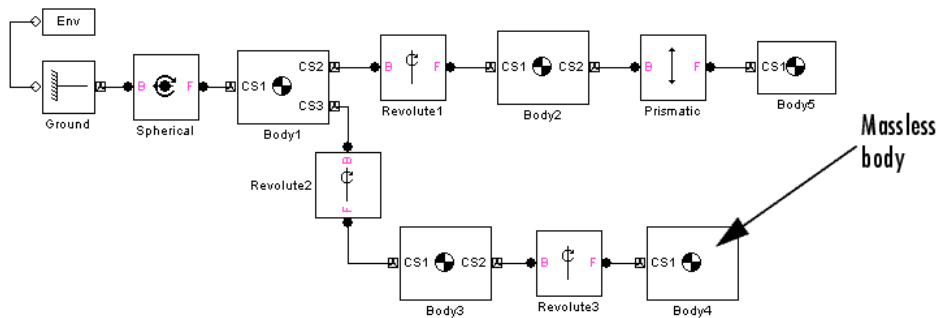 Env
Ground
B F
Spherical
CS1 CS2
CS3
Body1
B F
Revolute1
CS1 CS2
Body2
B F
Prismatic
CS1
Body5
Massless
body
Revolute2
B
F
CS1 CS2
Body3
B F
Revolute3
CS1
Body4